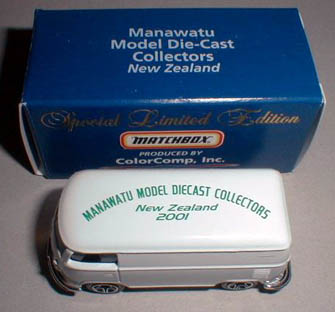 Manawatu
Model Die-Cast
Collectors
New Zealand
Special Limited Edition
MATCHBOX
PRODUCED BY
ColorComp, Inc.
MANAWATU MODEL DIECAST COLLECTORS
New Zealand
2001